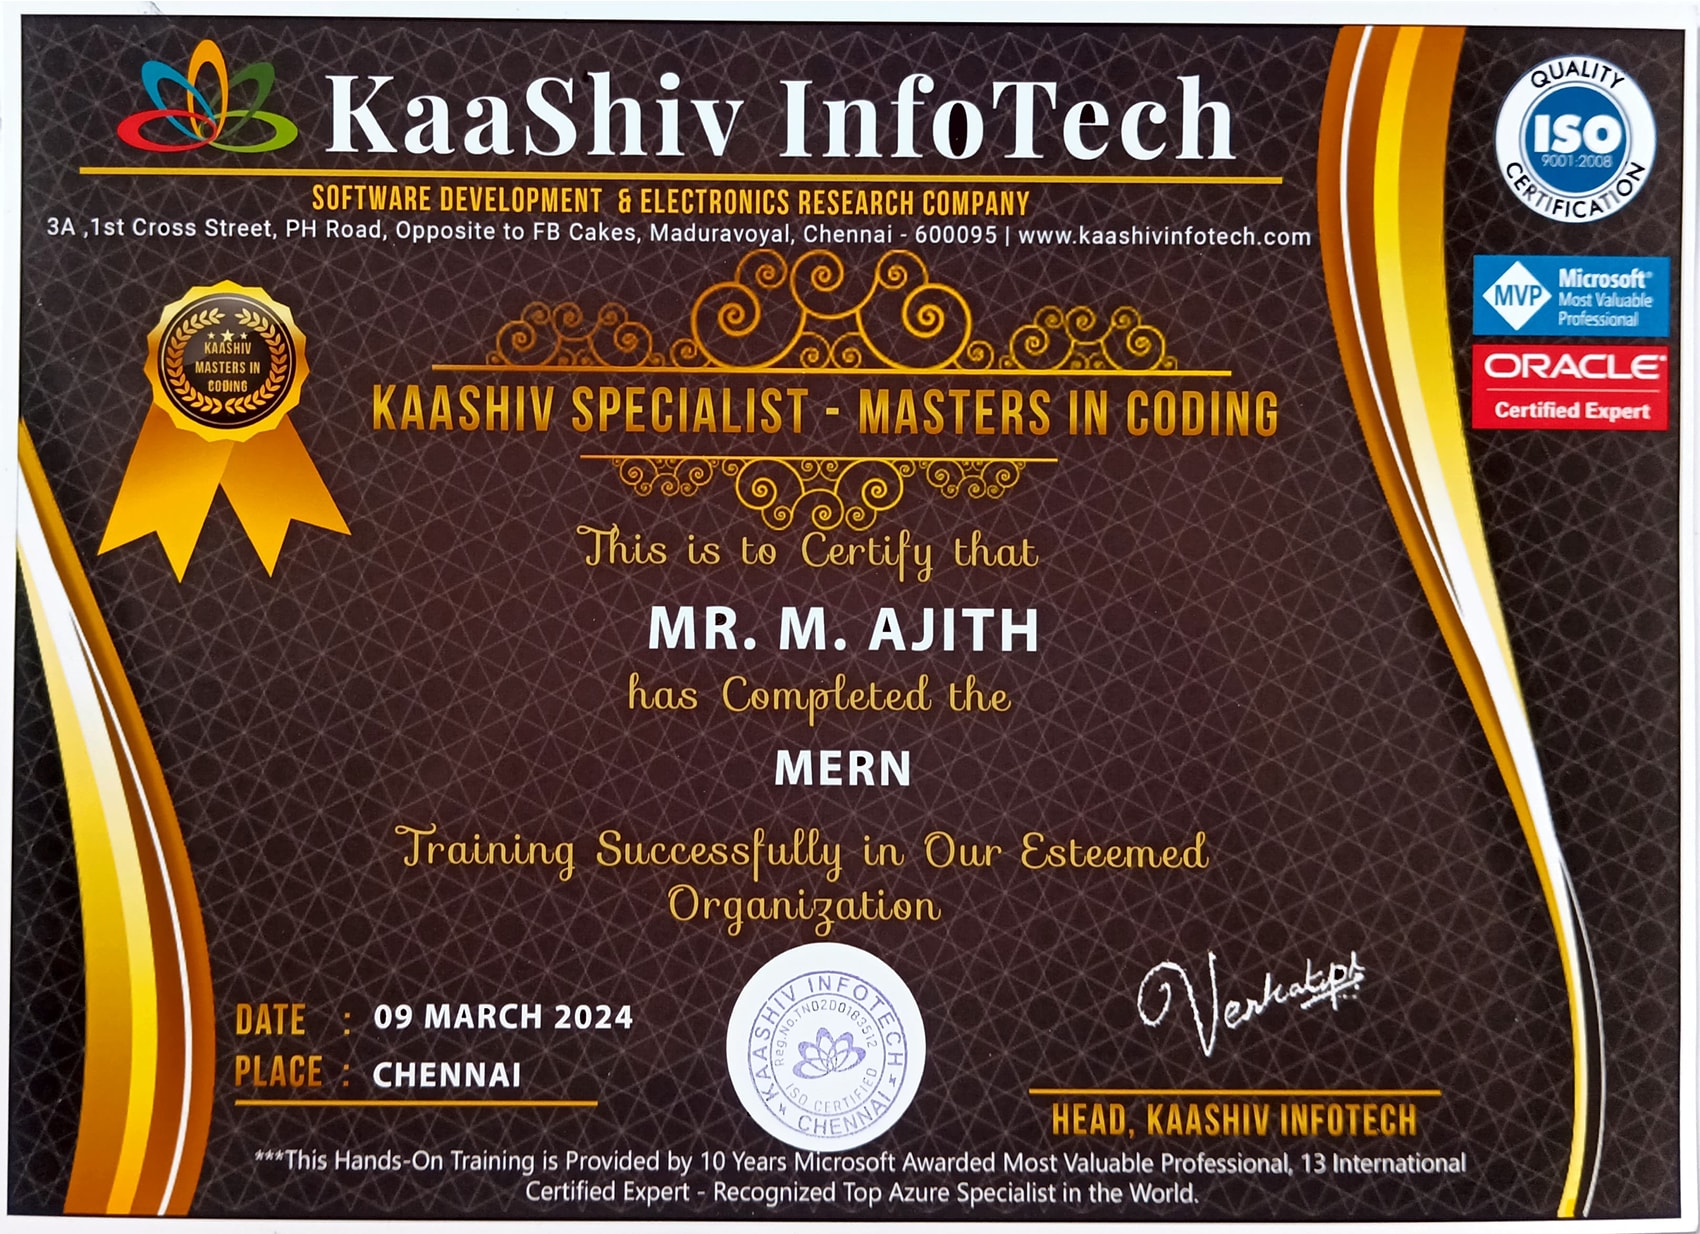 KaaShiv InfoTech
SOFTWARE DEVELOPMENT & ELECTRONICS RESEARCH COMPANY
3A ,1st Cross Street, PH Road, Opposite to FB Cakes, Maduravoyal, Chennai - 600095 | www.kaashivinfotech.com
QUALITY
ISO
9001:2008
CERTIFICATION
MVP
Microsoft®
Most Valuable
Professional
ORACLE®
Certified Expert
KAASHIV
MASTERS IN
CODING
KAASHIV SPECIALIST - MASTERS IN CODING
This is to Certify that
MR. M. AJITH
has Completed the
MERN
Training Successfully in Our Esteemed
Organization
DATE : 09 MARCH 2024
PLACE : CHENNAI
KAASHIV INFOTECH
Reg.No.TN0200183512
ISO CERTIFIED
* CHENNAI *
Venkatesh
HEAD, KAASHIV INFOTECH
***This Hands-On Training is Provided by 10 Years Microsoft Awarded Most Valuable Professional, 13 International
Certified Expert - Recognized Top Azure Specialist in the World.